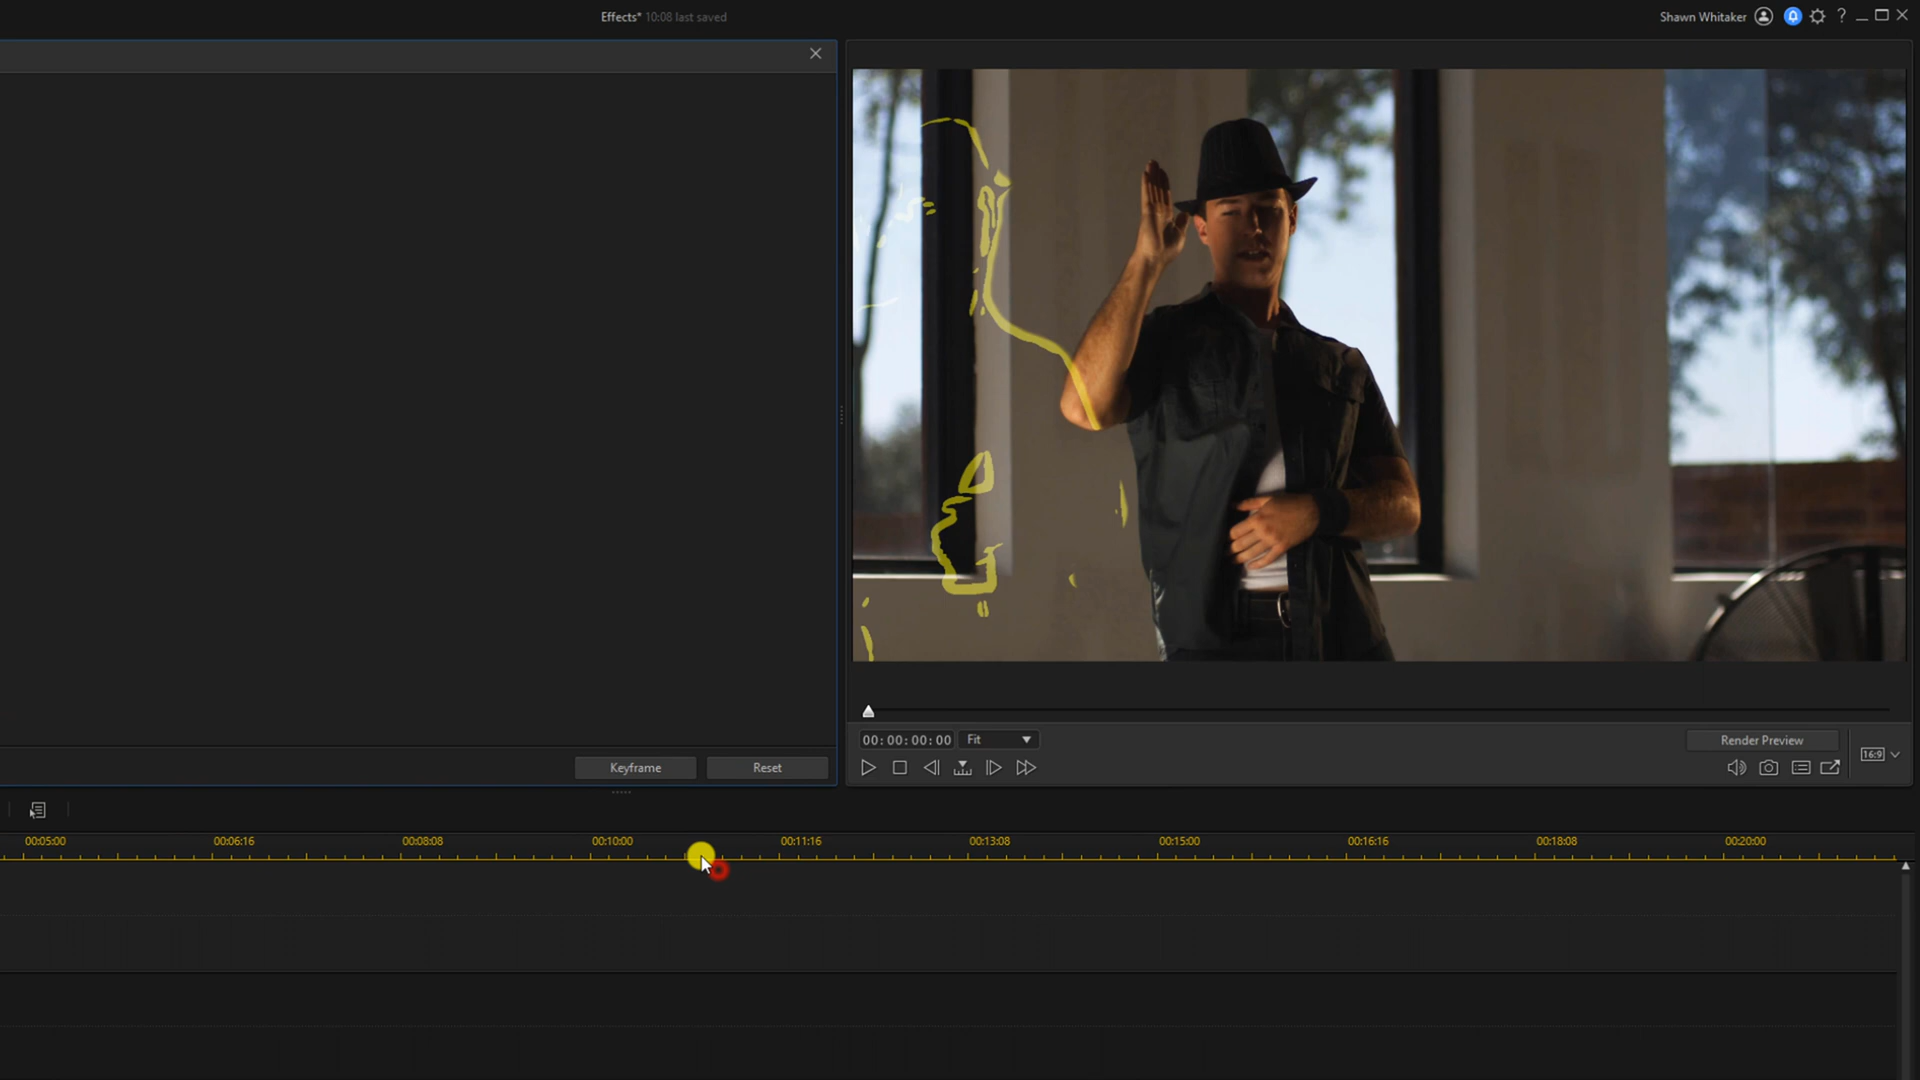 Effects* 10:08 last saved
Shawn Whitaker
00:00:00:00 Fit
Render Preview
16:9
Keyframe Reset
00:05:00 00:06:16 00:08:08 00:10:00 00:11:16 00:13:08 00:15:00 00:16:16 00:18:08 00:20:00